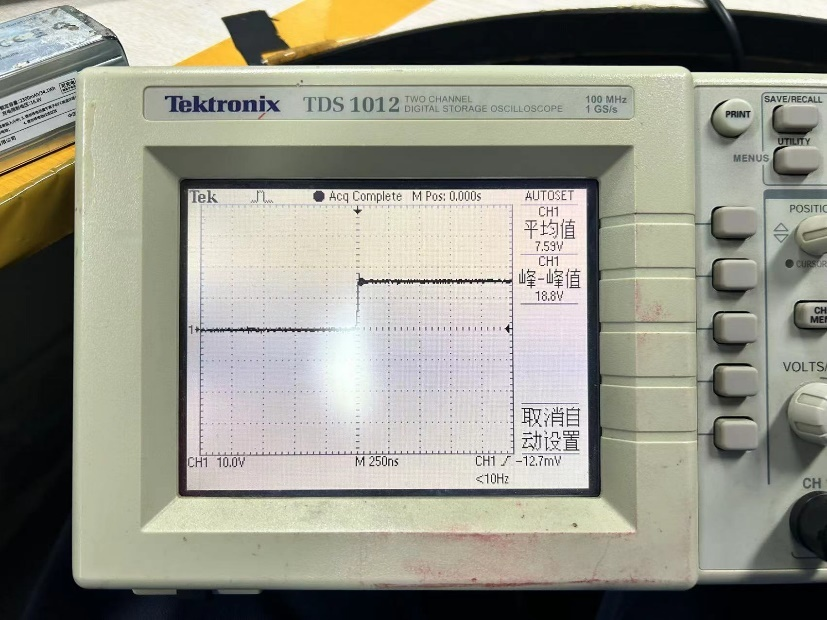 Tektronix TDS 1012 TWO CHANNEL DIGITAL STORAGE OSCILLOSCOPE 100 MHz 1 GS/s
PRINT
SAVE/RECALL
UTILITY
MENUS
POSITIO
CURSOR
CH
MEN
VOLTS/
CH
Tek Acq Complete M Pos: 0.000s AUTOSET
CH1
平均值
7.59V
CH1
峰-峰值
18.8V
1
取消自
动设置
CH1 10.0V M 250ns CH1 -12.7mV
<10Hz